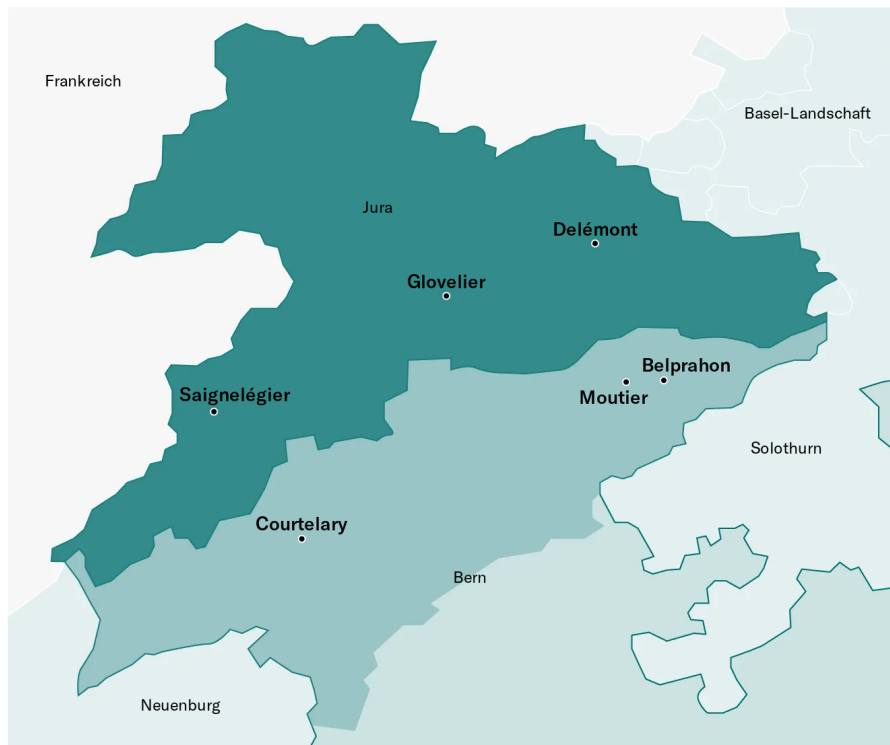 Frankreich
Basel-Landschaft
Jura
Delémont
Glovelier
Belprahon
Saignelégier
Moutier
Solothurn
Courtelary
Bern
Neuenburg